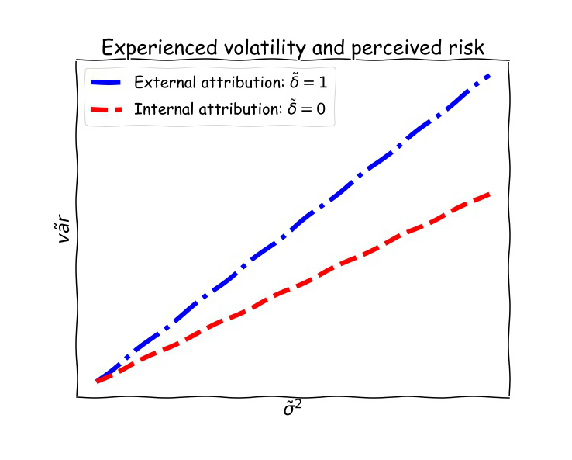 Experienced volatility and perceived risk
External attribution: δ̃ = 1
Internal attribution: δ̃ = 0
vãr
σ̃²